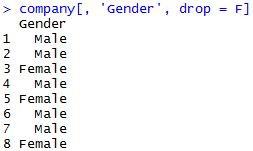 > company[, 'Gender', drop = F]
Gender
1 Male
2 Male
3 Female
4 Male
5 Female
6 Male
7 Male
8 Female